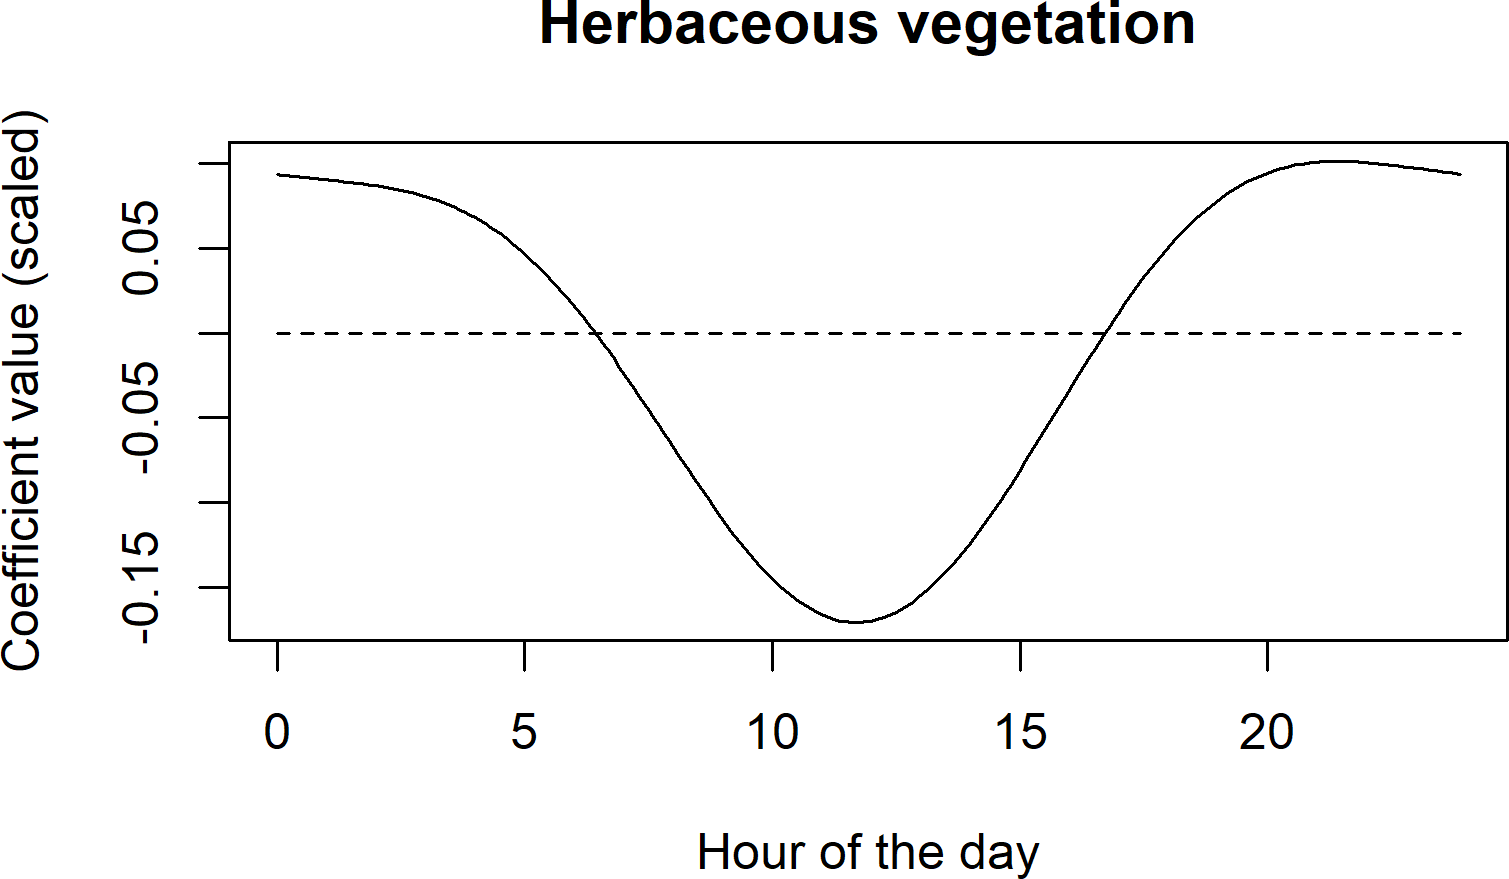 Herbaceous vegetation
Coefficient value (scaled)
0.05
-0.05
-0.15
0 5 10 15 20
Hour of the day